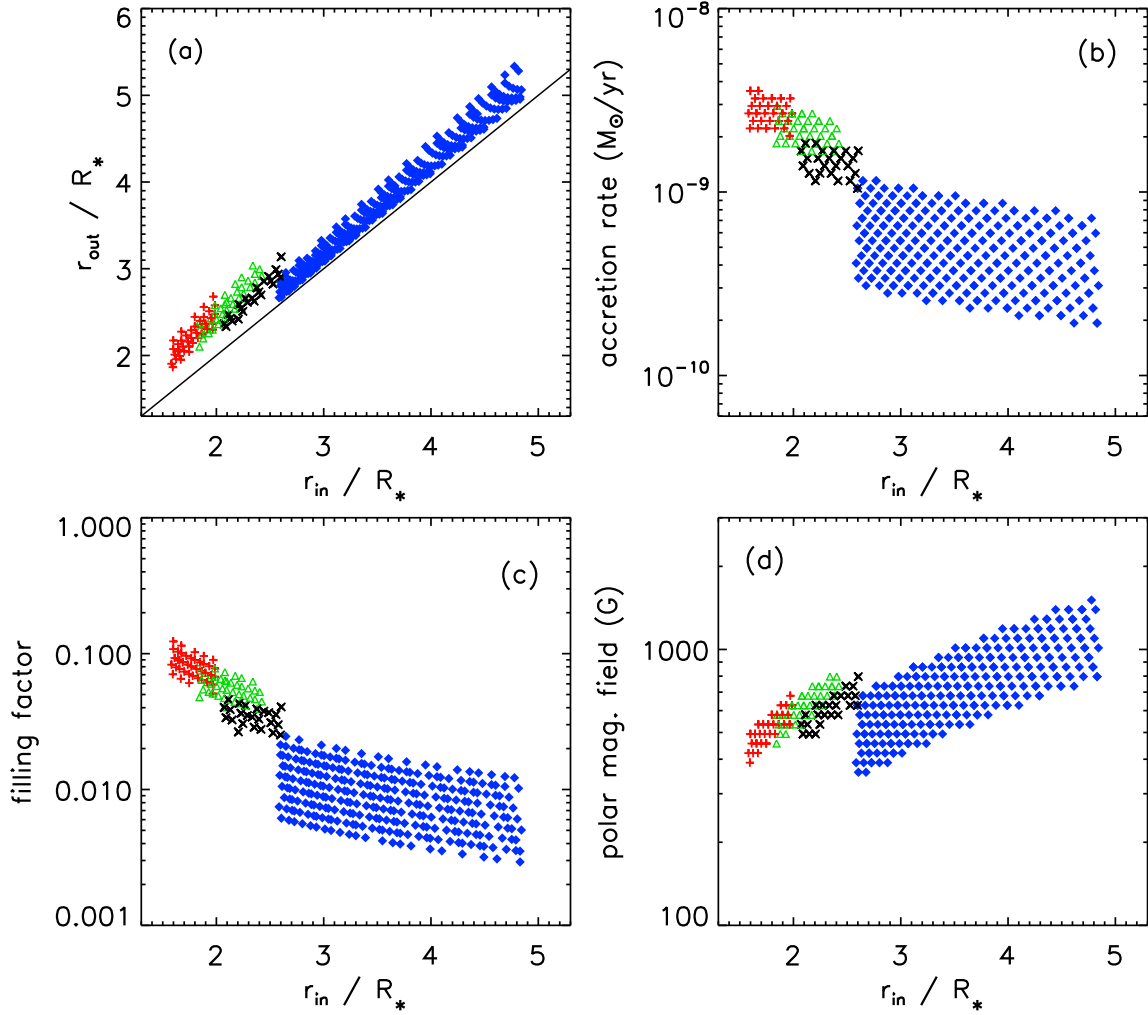 (a)
6
5
4
3
2
r_out / R_*
2 3 4 5
r_in / R_*
(b)
10^-8
10^-9
10^-10
accretion rate (M_⊙/yr)
2 3 4 5
r_in / R_*
(c)
1.000
0.100
0.010
0.001
filling factor
2 3 4 5
r_in / R_*
(d)
1000
100
polar mag. field (G)
2 3 4 5
r_in / R_*